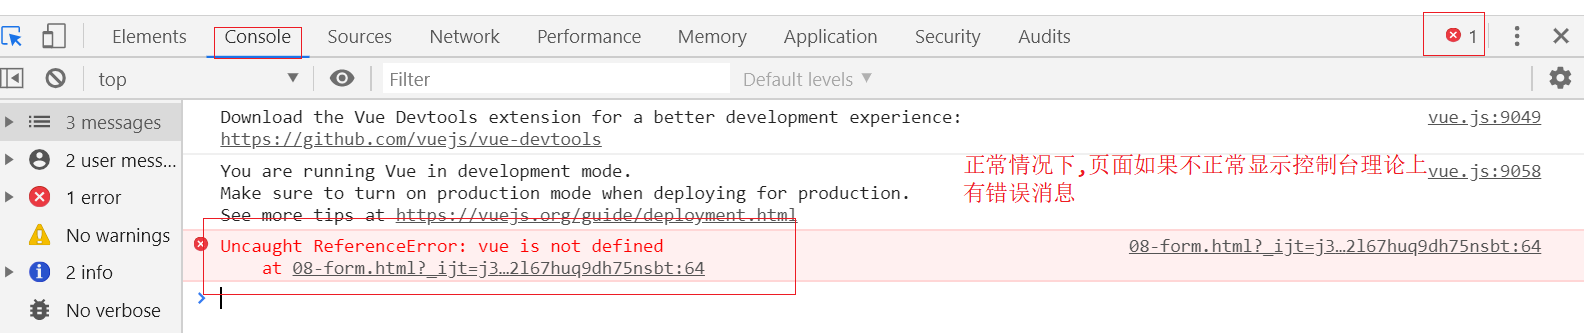 Elements Console Sources Network Performance Memory Application Security Audits 1
top Filter Default levels
3 messages
2 user mess...
1 error
No warnings
2 info
No verbose
Download the Vue Devtools extension for a better development experience: vue.js:9049
https://github.com/vuejs/vue-devtools
You are running Vue in development mode. vue.js:9058
Make sure to turn on production mode when deploying for production.
See more tips at https://vuejs.org/guide/deployment.html
正常情况下,页面如果不正常显示控制台理论上
有错误消息
Uncaught ReferenceError: vue is not defined 08-form.html?_ijt=j3…2l67huq9dh75nsbt:64
at 08-form.html?_ijt=j3…2l67huq9dh75nsbt:64